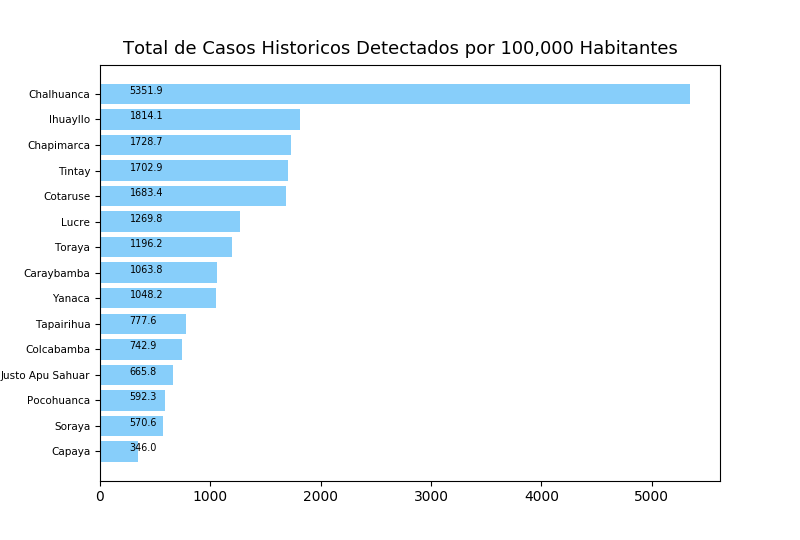 Total de Casos Historicos Detectados por 100,000 Habitantes
Chalhuanca 5351.9
Ihuayllo 1814.1
Chapimarca 1728.7
Tintay 1702.9
Cotaruse 1683.4
Lucre 1269.8
Toraya 1196.2
Caraybamba 1063.8
Yanaca 1048.2
Tapairihua 777.6
Colcabamba 742.9
Justo Apu Sahuar 665.8
Pocohuanca 592.3
Soraya 570.6
Capaya 346.0
0 1000 2000 3000 4000 5000